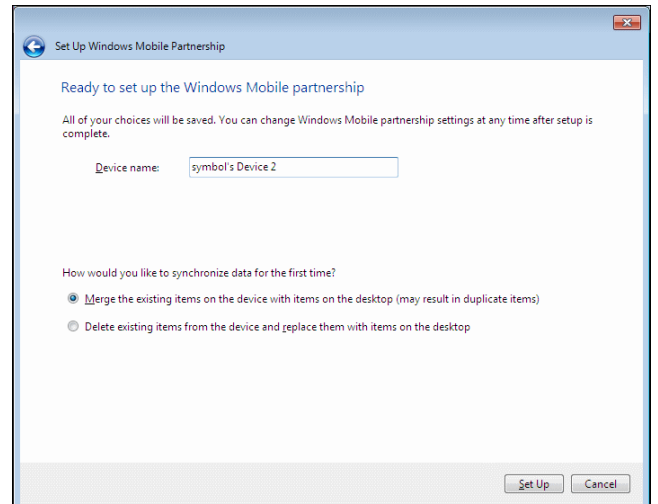 Set Up Windows Mobile Partnership
Ready to set up the Windows Mobile partnership
All of your choices will be saved. You can change Windows Mobile partnership settings at any time after setup is
complete.
Device name: symbol's Device 2
How would you like to synchronize data for the first time?
Merge the existing items on the device with items on the desktop (may result in duplicate items)
Delete existing items from the device and replace them with items on the desktop
Set Up Cancel